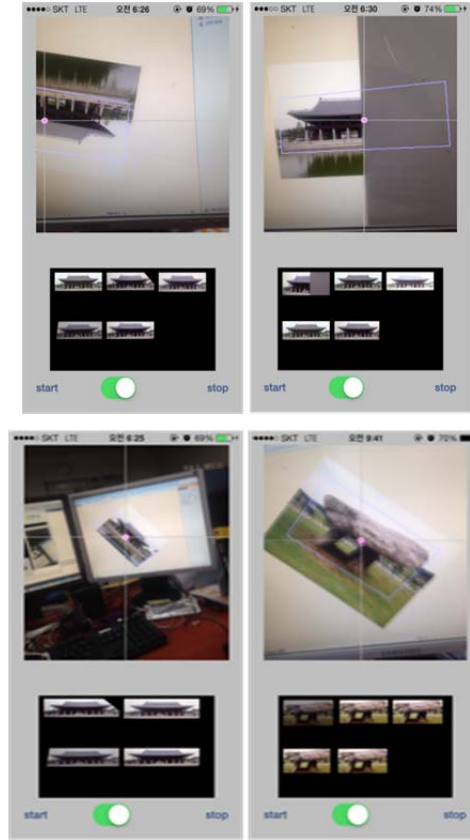 SKT LTE 오전 6:26 69%
start stop
SKT LTE 오전 6:30 74%
start stop
SKT LTE 오전 6:25 69%
start stop
SKT LTE 오전 9:41 70%
start stop